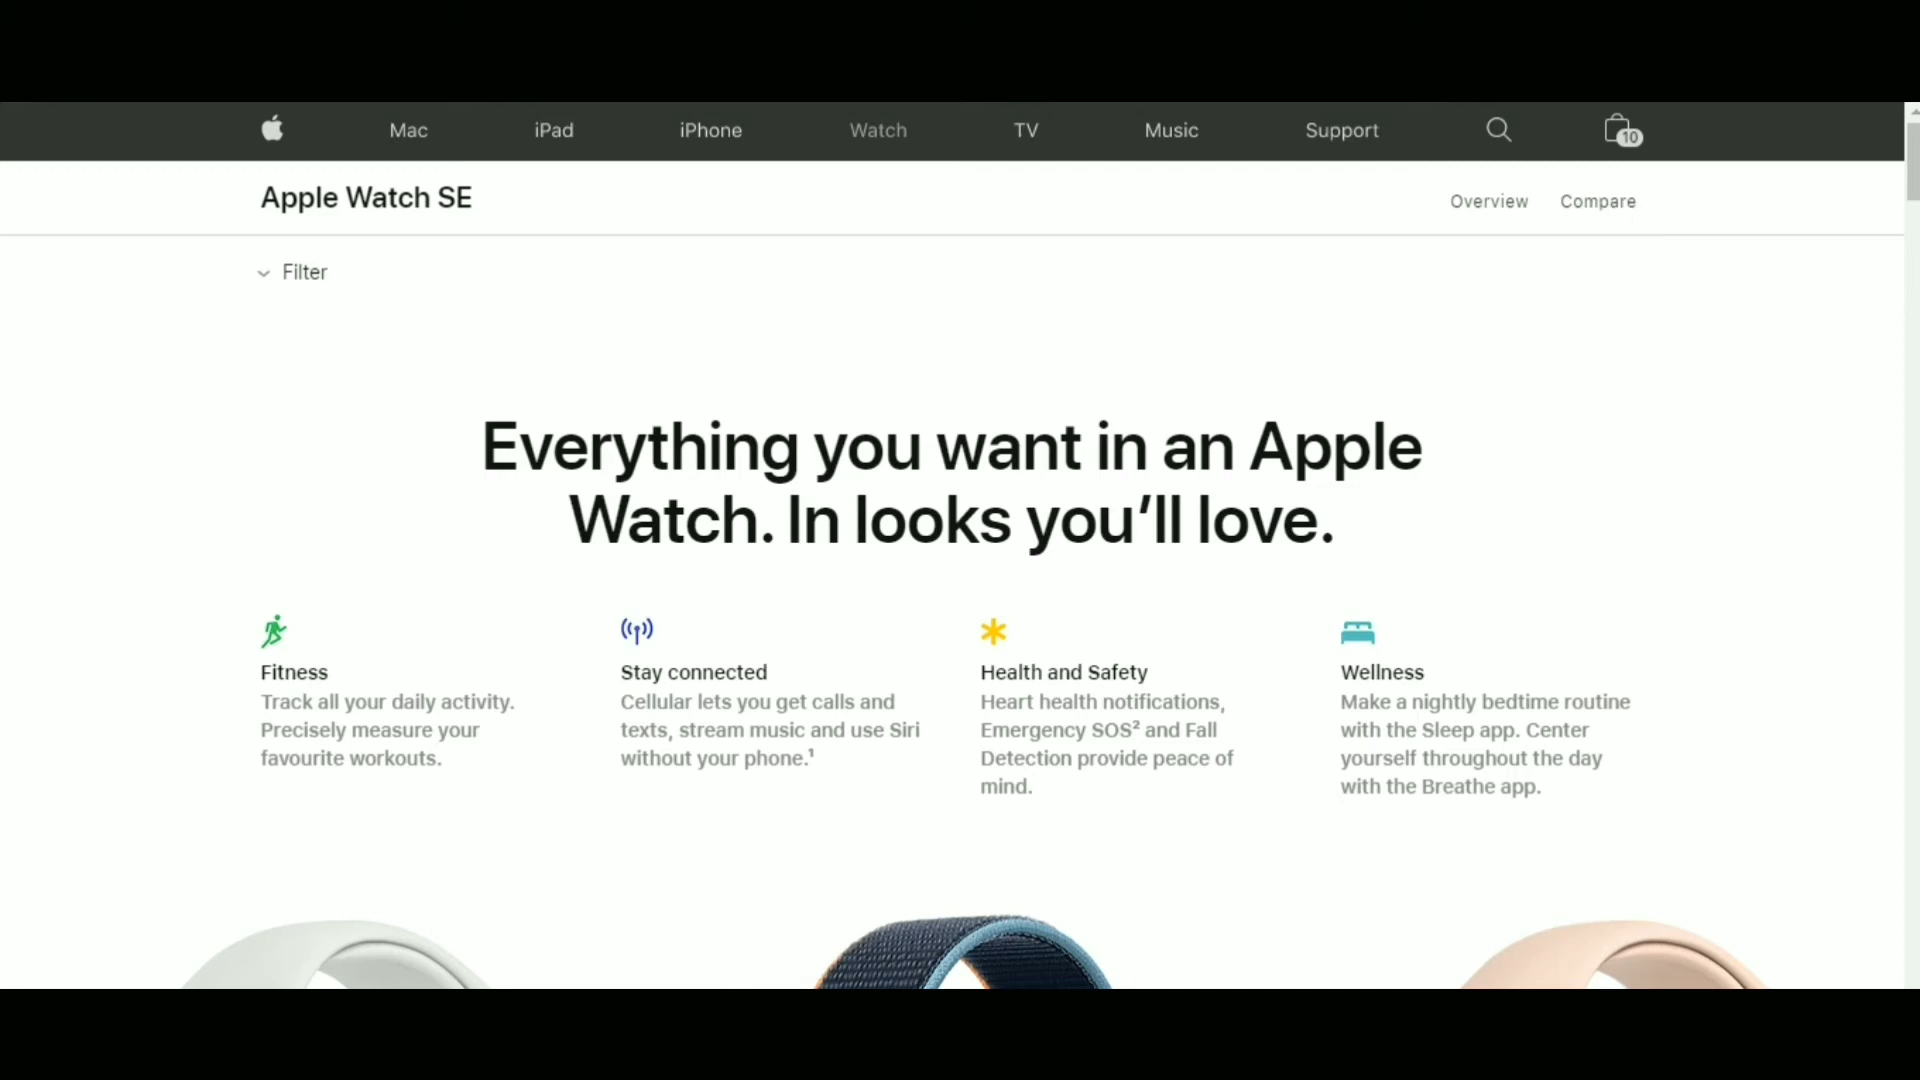 Mac iPad iPhone Watch TV Music Support 10
Apple Watch SE
Overview Compare
Filter
Everything you want in an Apple
Watch. In looks you’ll love.
Fitness
Track all your daily activity.
Precisely measure your
favourite workouts.
Stay connected
Cellular lets you get calls and
texts, stream music and use Siri
without your phone.¹
Health and Safety
Heart health notifications,
Emergency SOS² and Fall
Detection provide peace of
mind.
Wellness
Make a nightly bedtime routine
with the Sleep app. Center
yourself throughout the day
with the Breathe app.